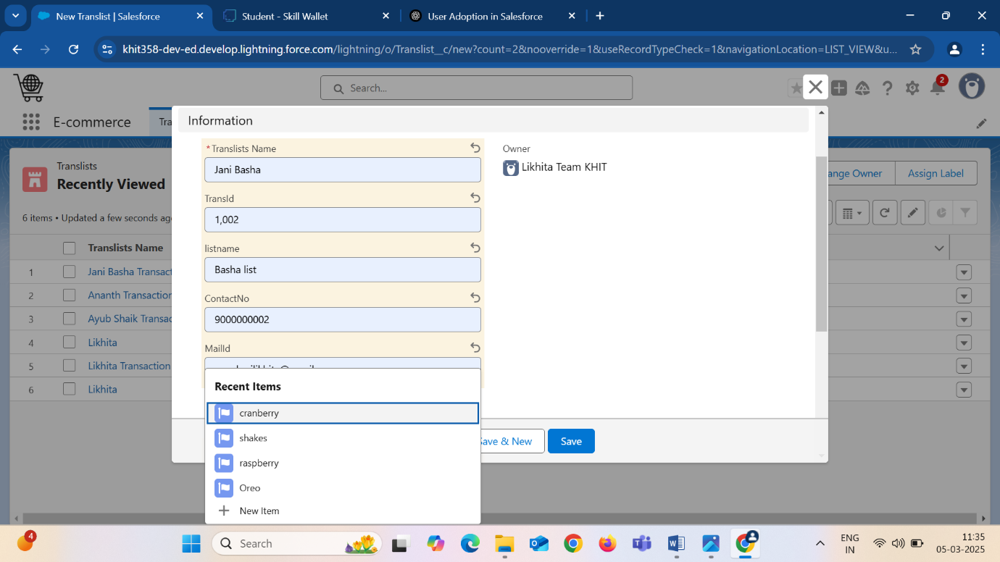 New Translist | Salesforce
Student - Skill Wallet
User Adoption in Salesforce
khit358-dev-ed.develop.lightning.force.com/lightning/o/Translist__c/new?count=2&nooverride=1&useRecordTypeCheck=1&navigationLocation=LIST_VIEW&u...
Search...
2
E-commerce
Tra
Information
Translists
Recently Viewed
ange Owner
Assign Label
6 items • Updated a few seconds ag
Translists Name
1 Jani Basha Transact
2 Ananth Transaction
3 Ayub Shaik Transac
4 Likhita
5 Likhita Transaction
6 Likhita
* Translists Name
Jani Basha
TransId
1,002
listname
Basha list
ContactNo
9000000002
MailId
Owner
Likhita Team KHIT
Recent Items
cranberry
shakes
raspberry
Oreo
New Item
Save & New
Save
4
Search
ENG
IN
11:35
05-03-2025